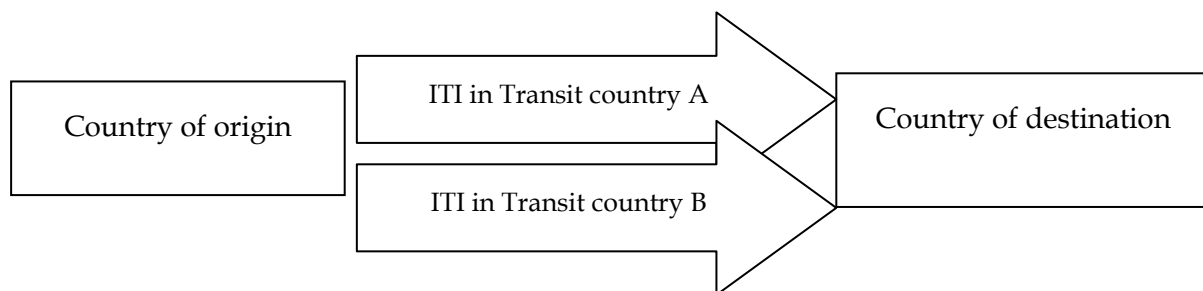 Country of origin
ITI in Transit country A
ITI in Transit country B
Country of destination